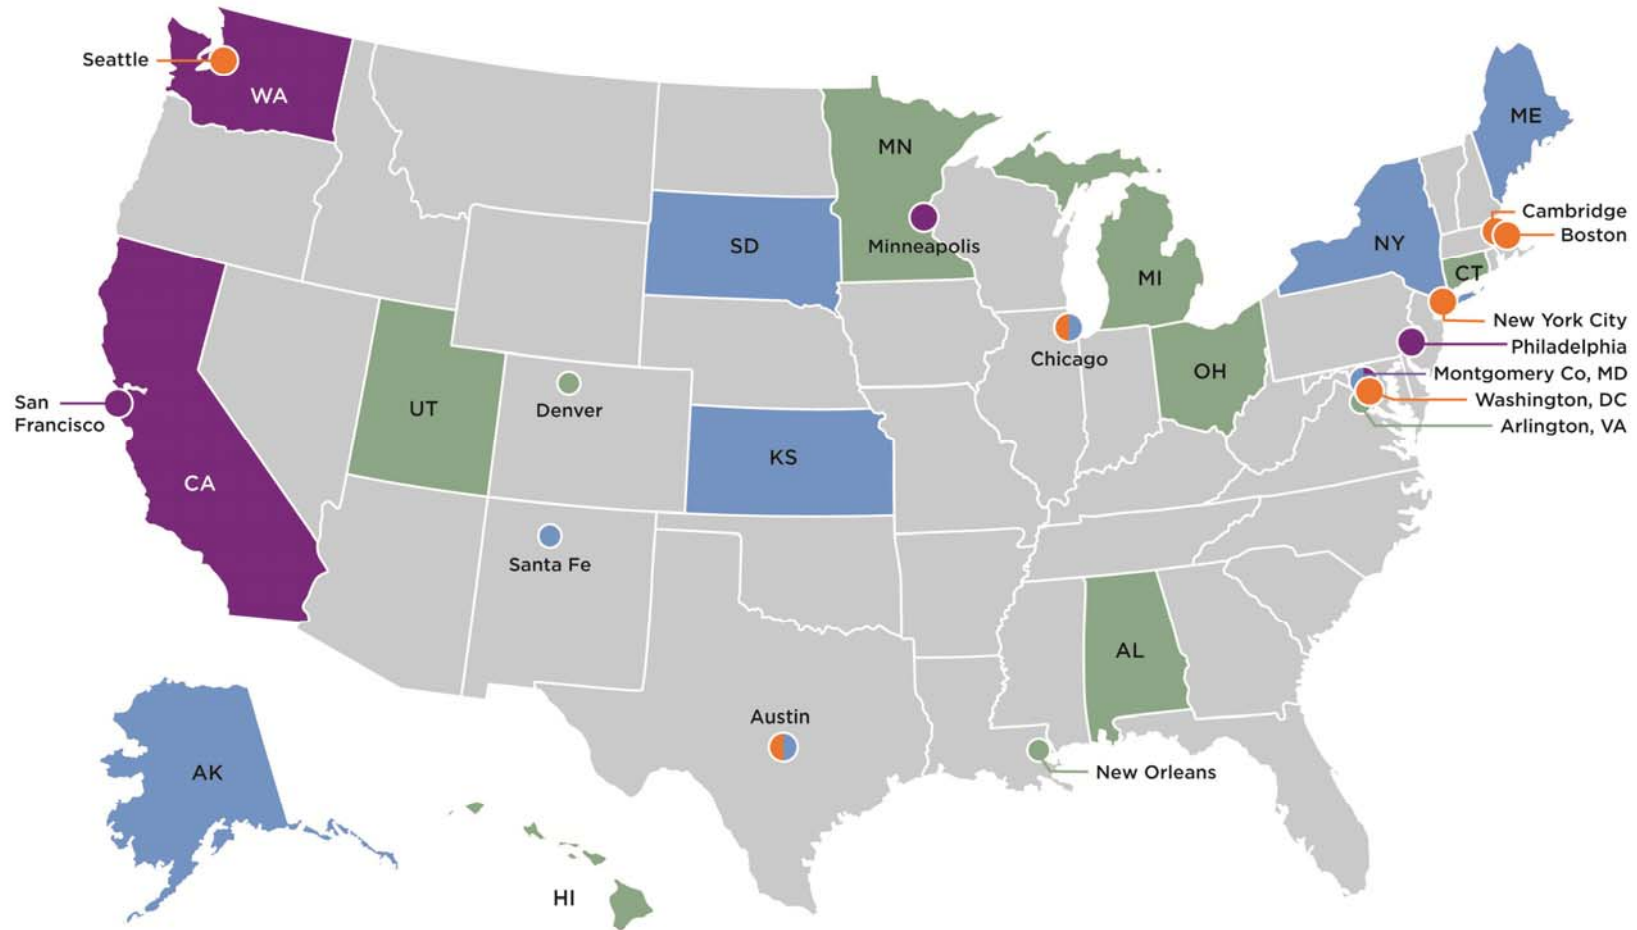 Seattle
WA
MN
ME
Cambridge
Boston
SD
Minneapolis
NY
MI
CT
New York City
Philadelphia
Chicago
OH
Montgomery Co, MD
Washington, DC
Arlington, VA
San
Francisco
UT
Denver
KS
CA
Santa Fe
AL
Austin
AK
New Orleans
HI